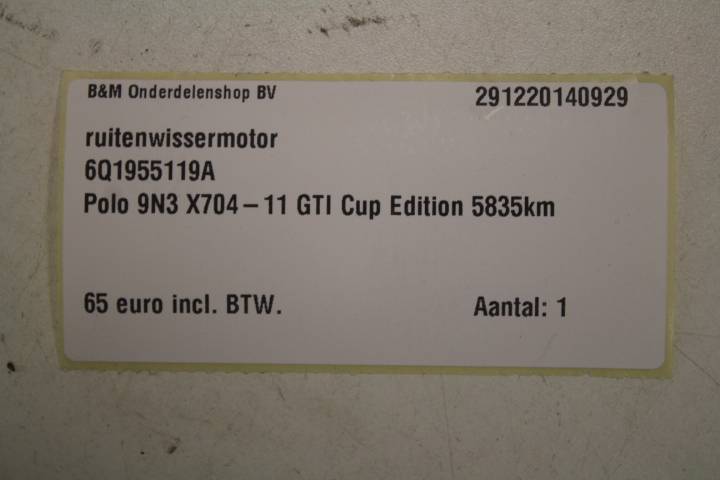 B&M Onderdelenshop BV 291220140929
ruitenwissermotor
6Q1955119A
Polo 9N3 X704-11 GTI Cup Edition 5835km
65 euro incl. BTW. Aantal: 1